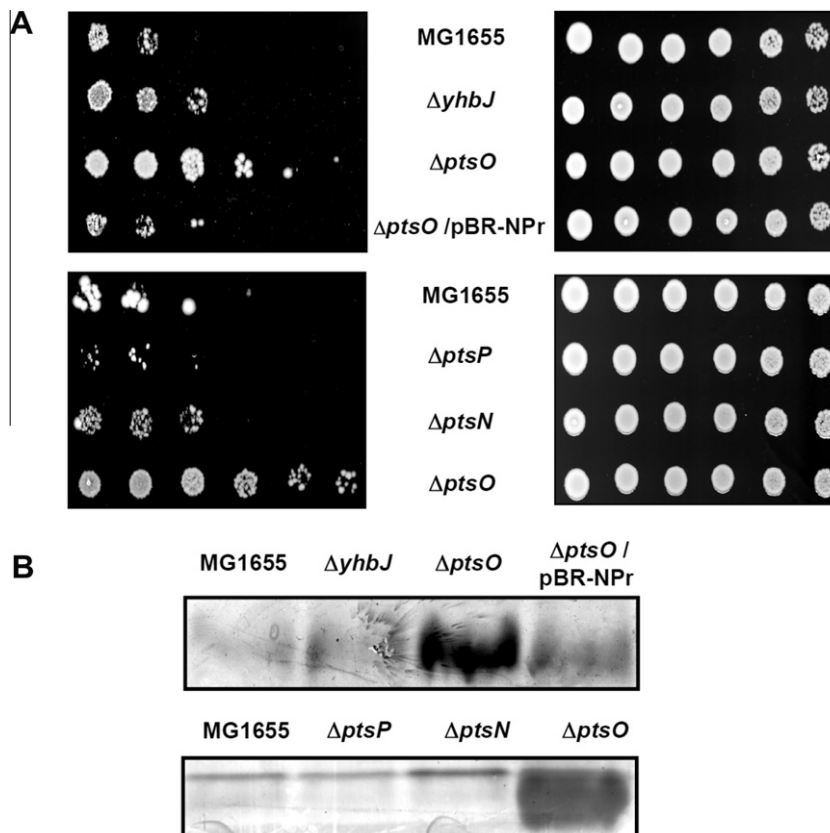 A
MG1655
ΔyhbJ
ΔptsO
ΔptsO /pBR-NPr
MG1655
ΔptsP
ΔptsN
ΔptsO
B
MG1655 ΔyhbJ ΔptsO ΔptsO /
pBR-NPr
MG1655 ΔptsP ΔptsN ΔptsO